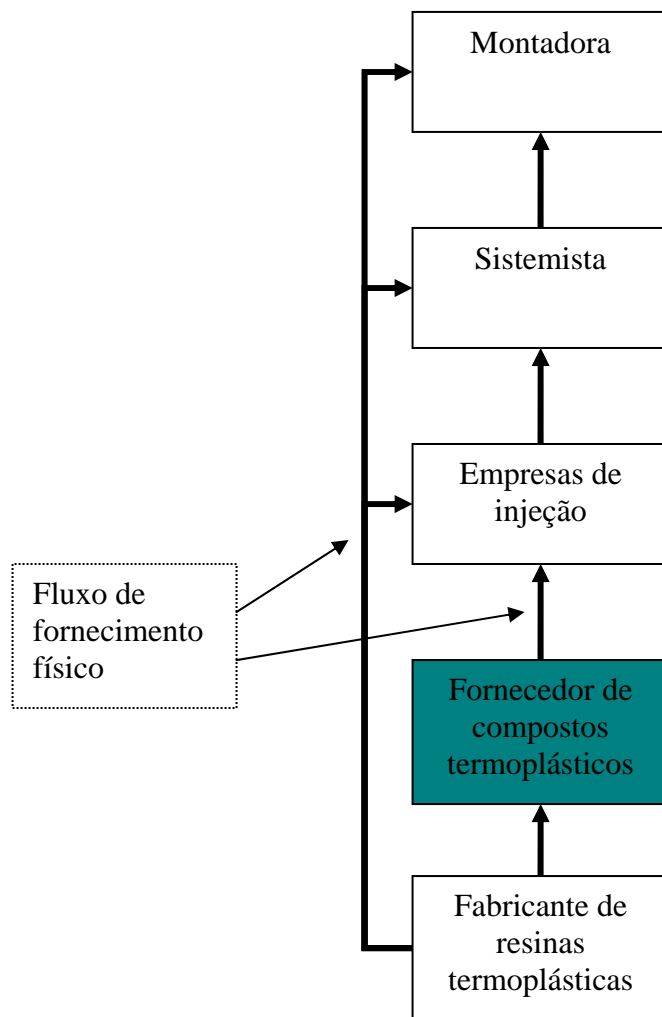 Montadora
Sistemista
Empresas de
injeção
Fluxo de
fornecimento
físico
Fornecedor de
compostos
termoplásticos
Fabricante de
resinas
termoplásticas